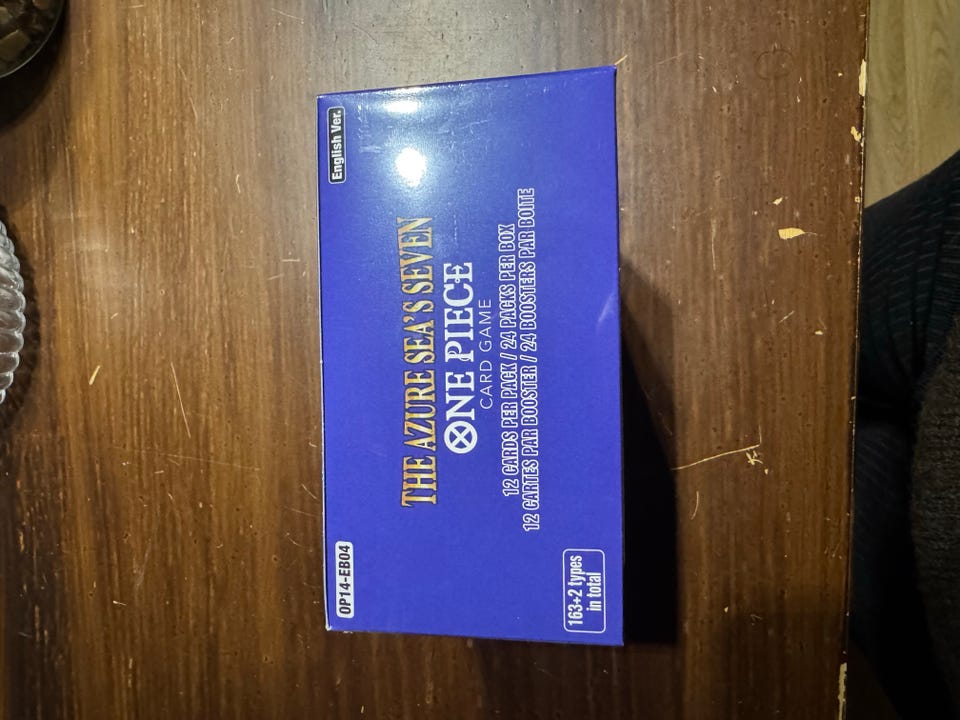 OP14-EB04
English Ver.
THE AZURE SEA'S SEVEN
ONE PIECE
CARD GAME
12 CARDS PER PACK / 24 PACKS PER BOX
12 CARTES PAR BOOSTER / 24 BOOSTERS PAR BOITE
163+2 types
in total